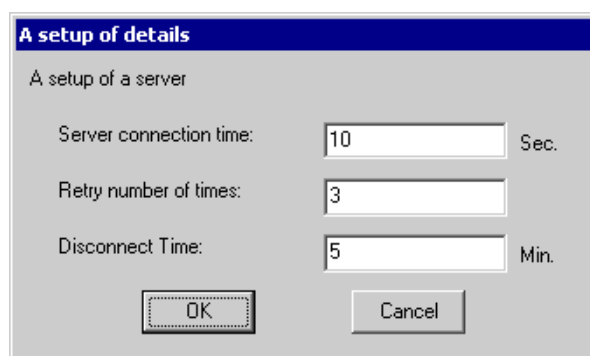 A setup of details
A setup of a server
Server connection time: 10 Sec.
Retry number of times: 3
Disconnect Time: 5 Min.
OK Cancel